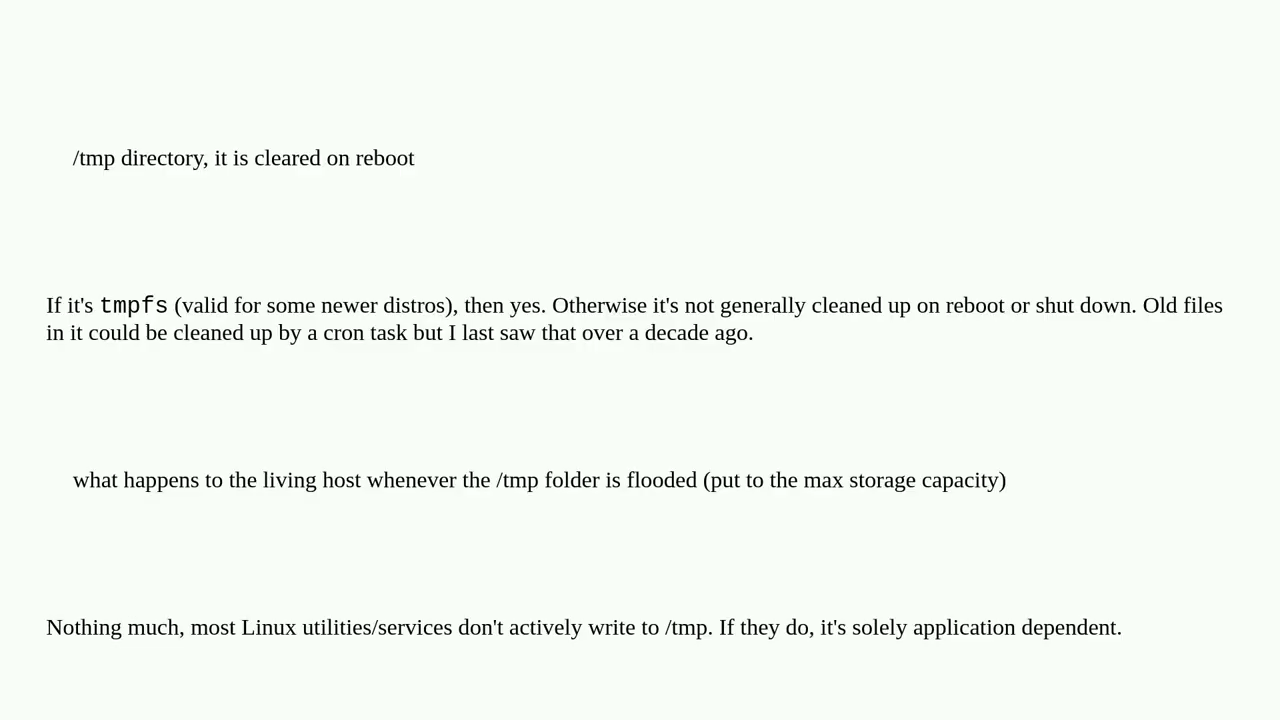 /tmp directory, it is cleared on reboot
If it's tmpfs (valid for some newer distros), then yes. Otherwise it's not generally cleaned up on reboot or shut down. Old files
in it could be cleaned up by a cron task but I last saw that over a decade ago.
what happens to the living host whenever the /tmp folder is flooded (put to the max storage capacity)
Nothing much, most Linux utilities/services don't actively write to /tmp. If they do, it's solely application dependent.